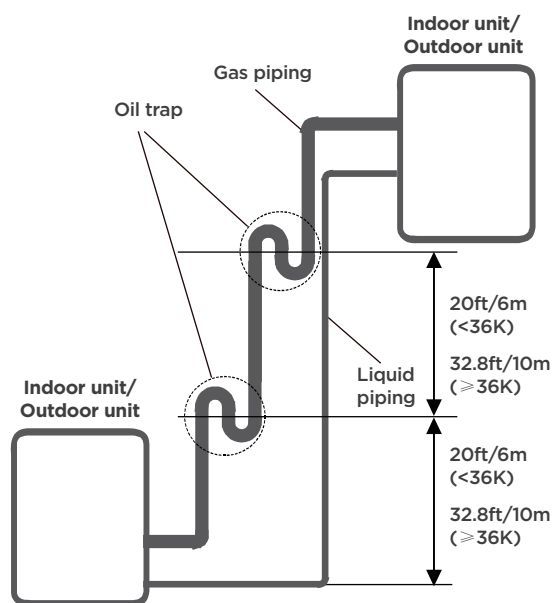 Indoor unit/
Outdoor unit
Gas piping
Oil trap
20ft/6m
(<36K)
32.8ft/10m
(⩾36K)
Liquid
piping
Indoor unit/
Outdoor unit
20ft/6m
(<36K)
32.8ft/10m
(⩾36K)